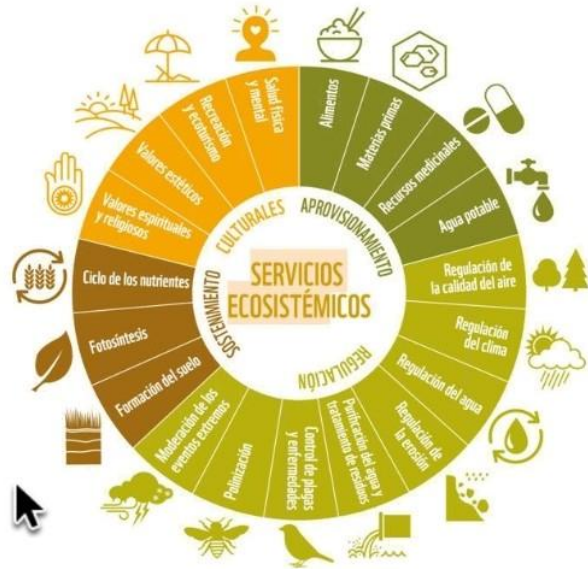 SERVICIOS
ECOSISTÉMICOS
CULTURALES
APROVISIONAMIENTO
REGULACIÓN
SOSTENIMIENTO
Alimentos
Materias primas
Recursos medicinales
Agua potable
Regulación de
la calidad del aire
Regulación
del clima
Regulación del agua
Regulación de
la erosión
Purificación del agua y
tratamiento de residuos
Control de plagas
y enfermedades
Polinización
Moderación de los
eventos extremos
Formación del suelo
Fotosíntesis
Ciclo de los nutrientes
Valores espirituales
y religiosos
Valores estéticos
Recreación
y ecoturismo
Salud física
y mental